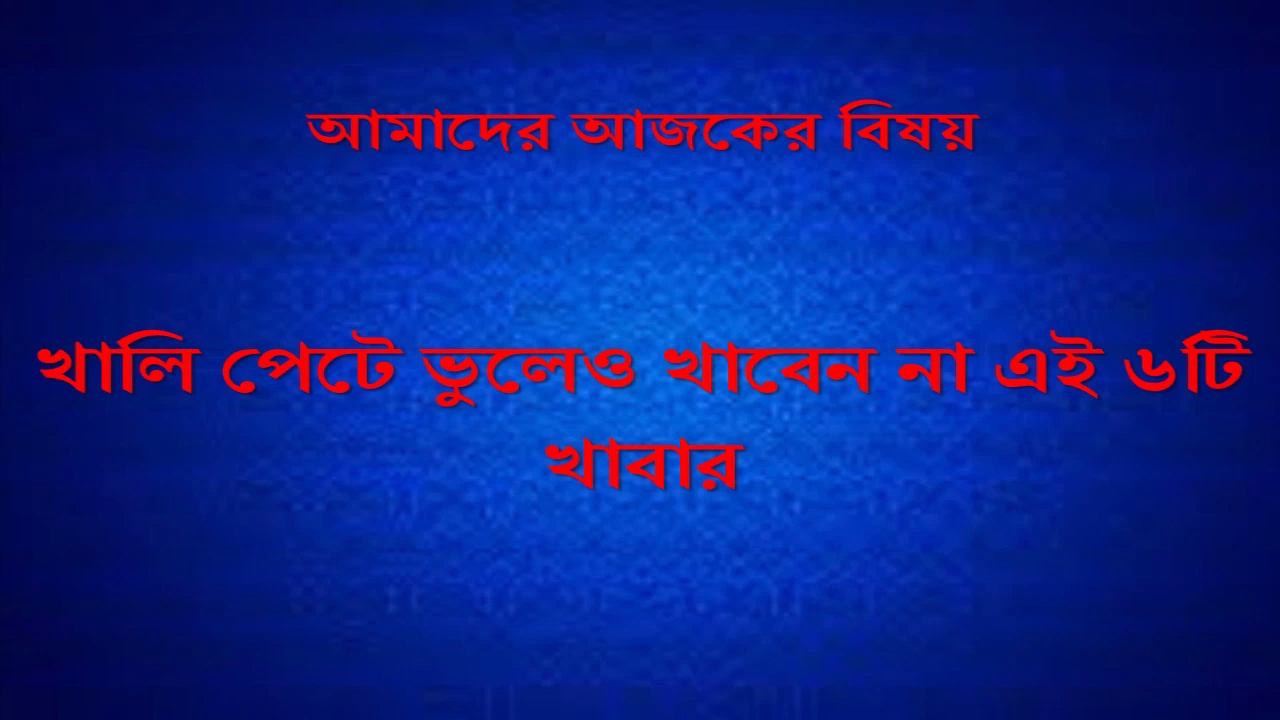 আমাদের আজকের বিষয়
খালি পেটে ভুলেও খাবেন না এই ৬টি
খাবার